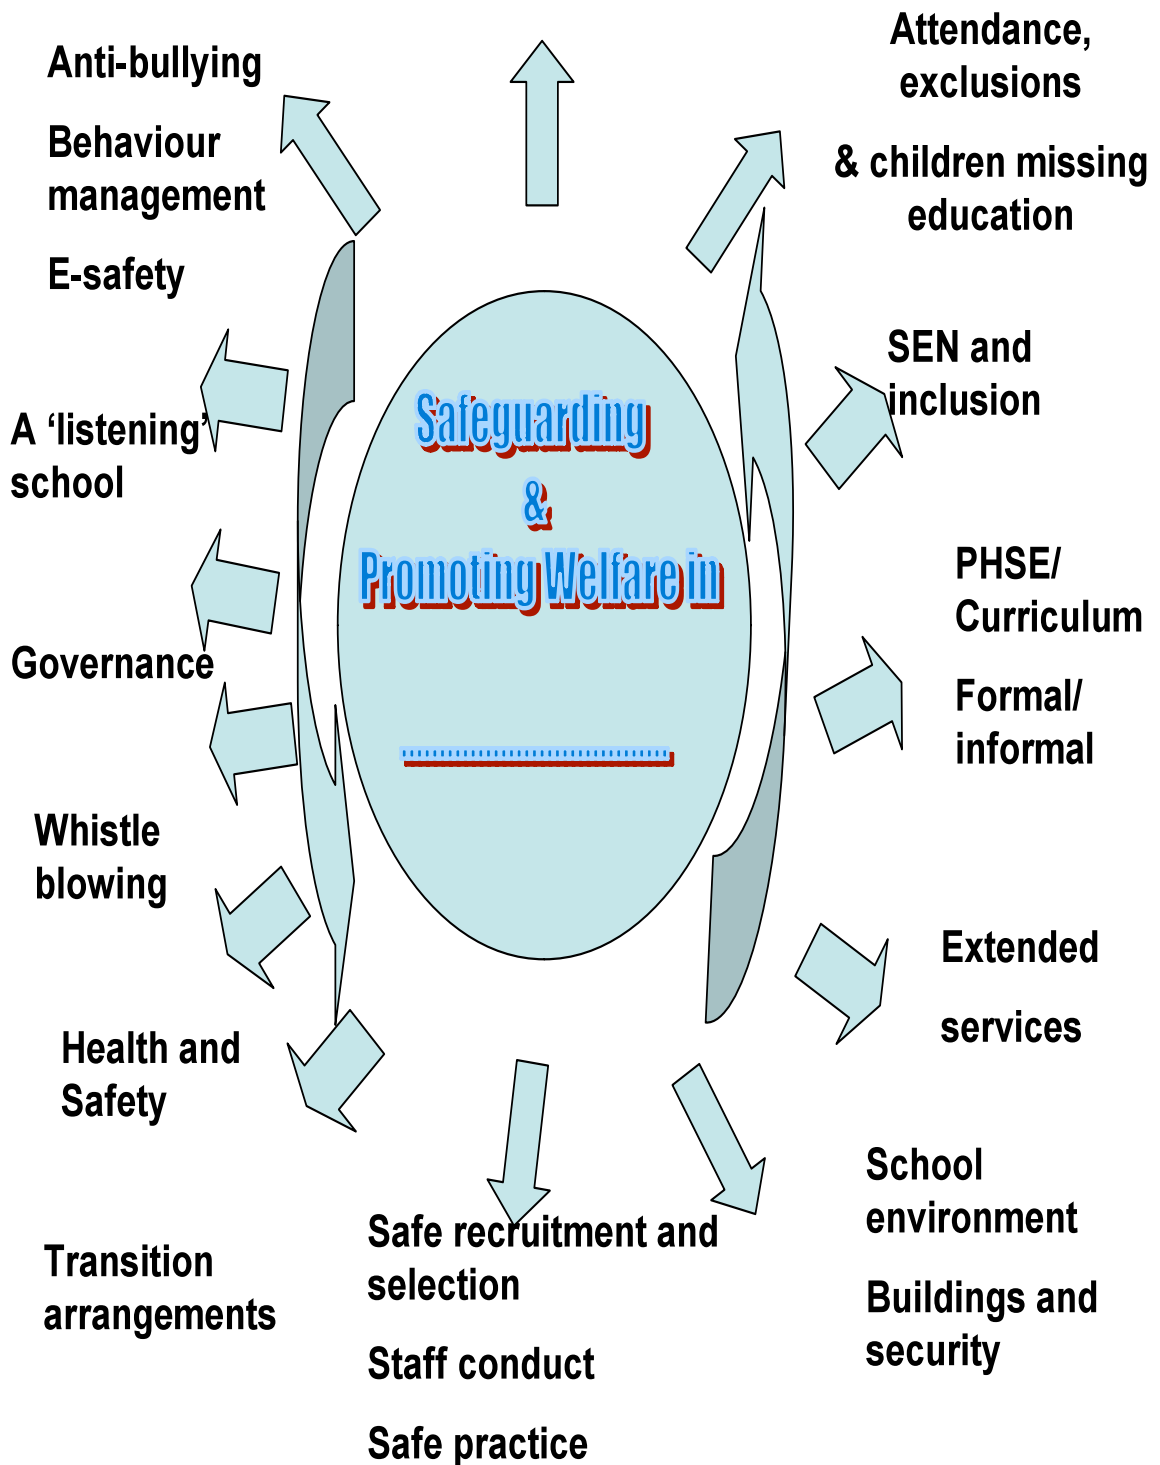 Anti-bullying
Behaviour
management
E-safety
A ‘listening’
school
Governance
Whistle
blowing
Health and
Safety
Transition
arrangements
Safeguarding
&
Promoting Welfare in
....................................
Safe recruitment and
selection
Staff conduct
Safe practice
Attendance,
exclusions
& children missing
education
SEN and
inclusion
PHSE/
Curriculum
Formal/
informal
Extended
services
School
environment
Buildings and
security